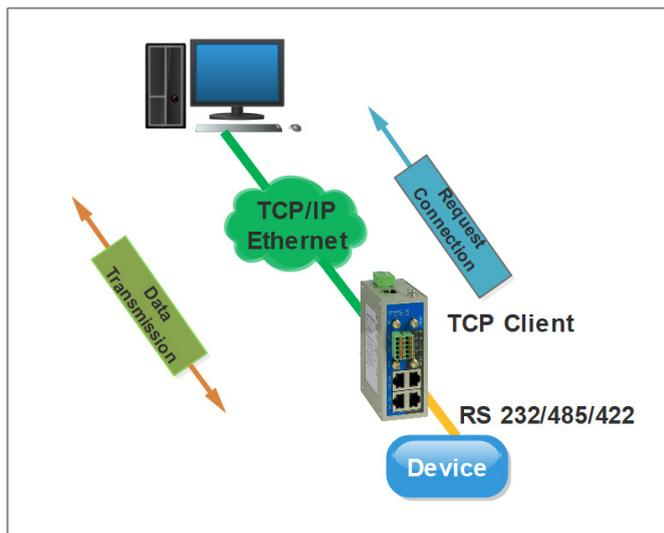 TCP/IP
Ethernet
Request
Connection
Data
Transmission
TCP Client
RS 232/485/422
Device